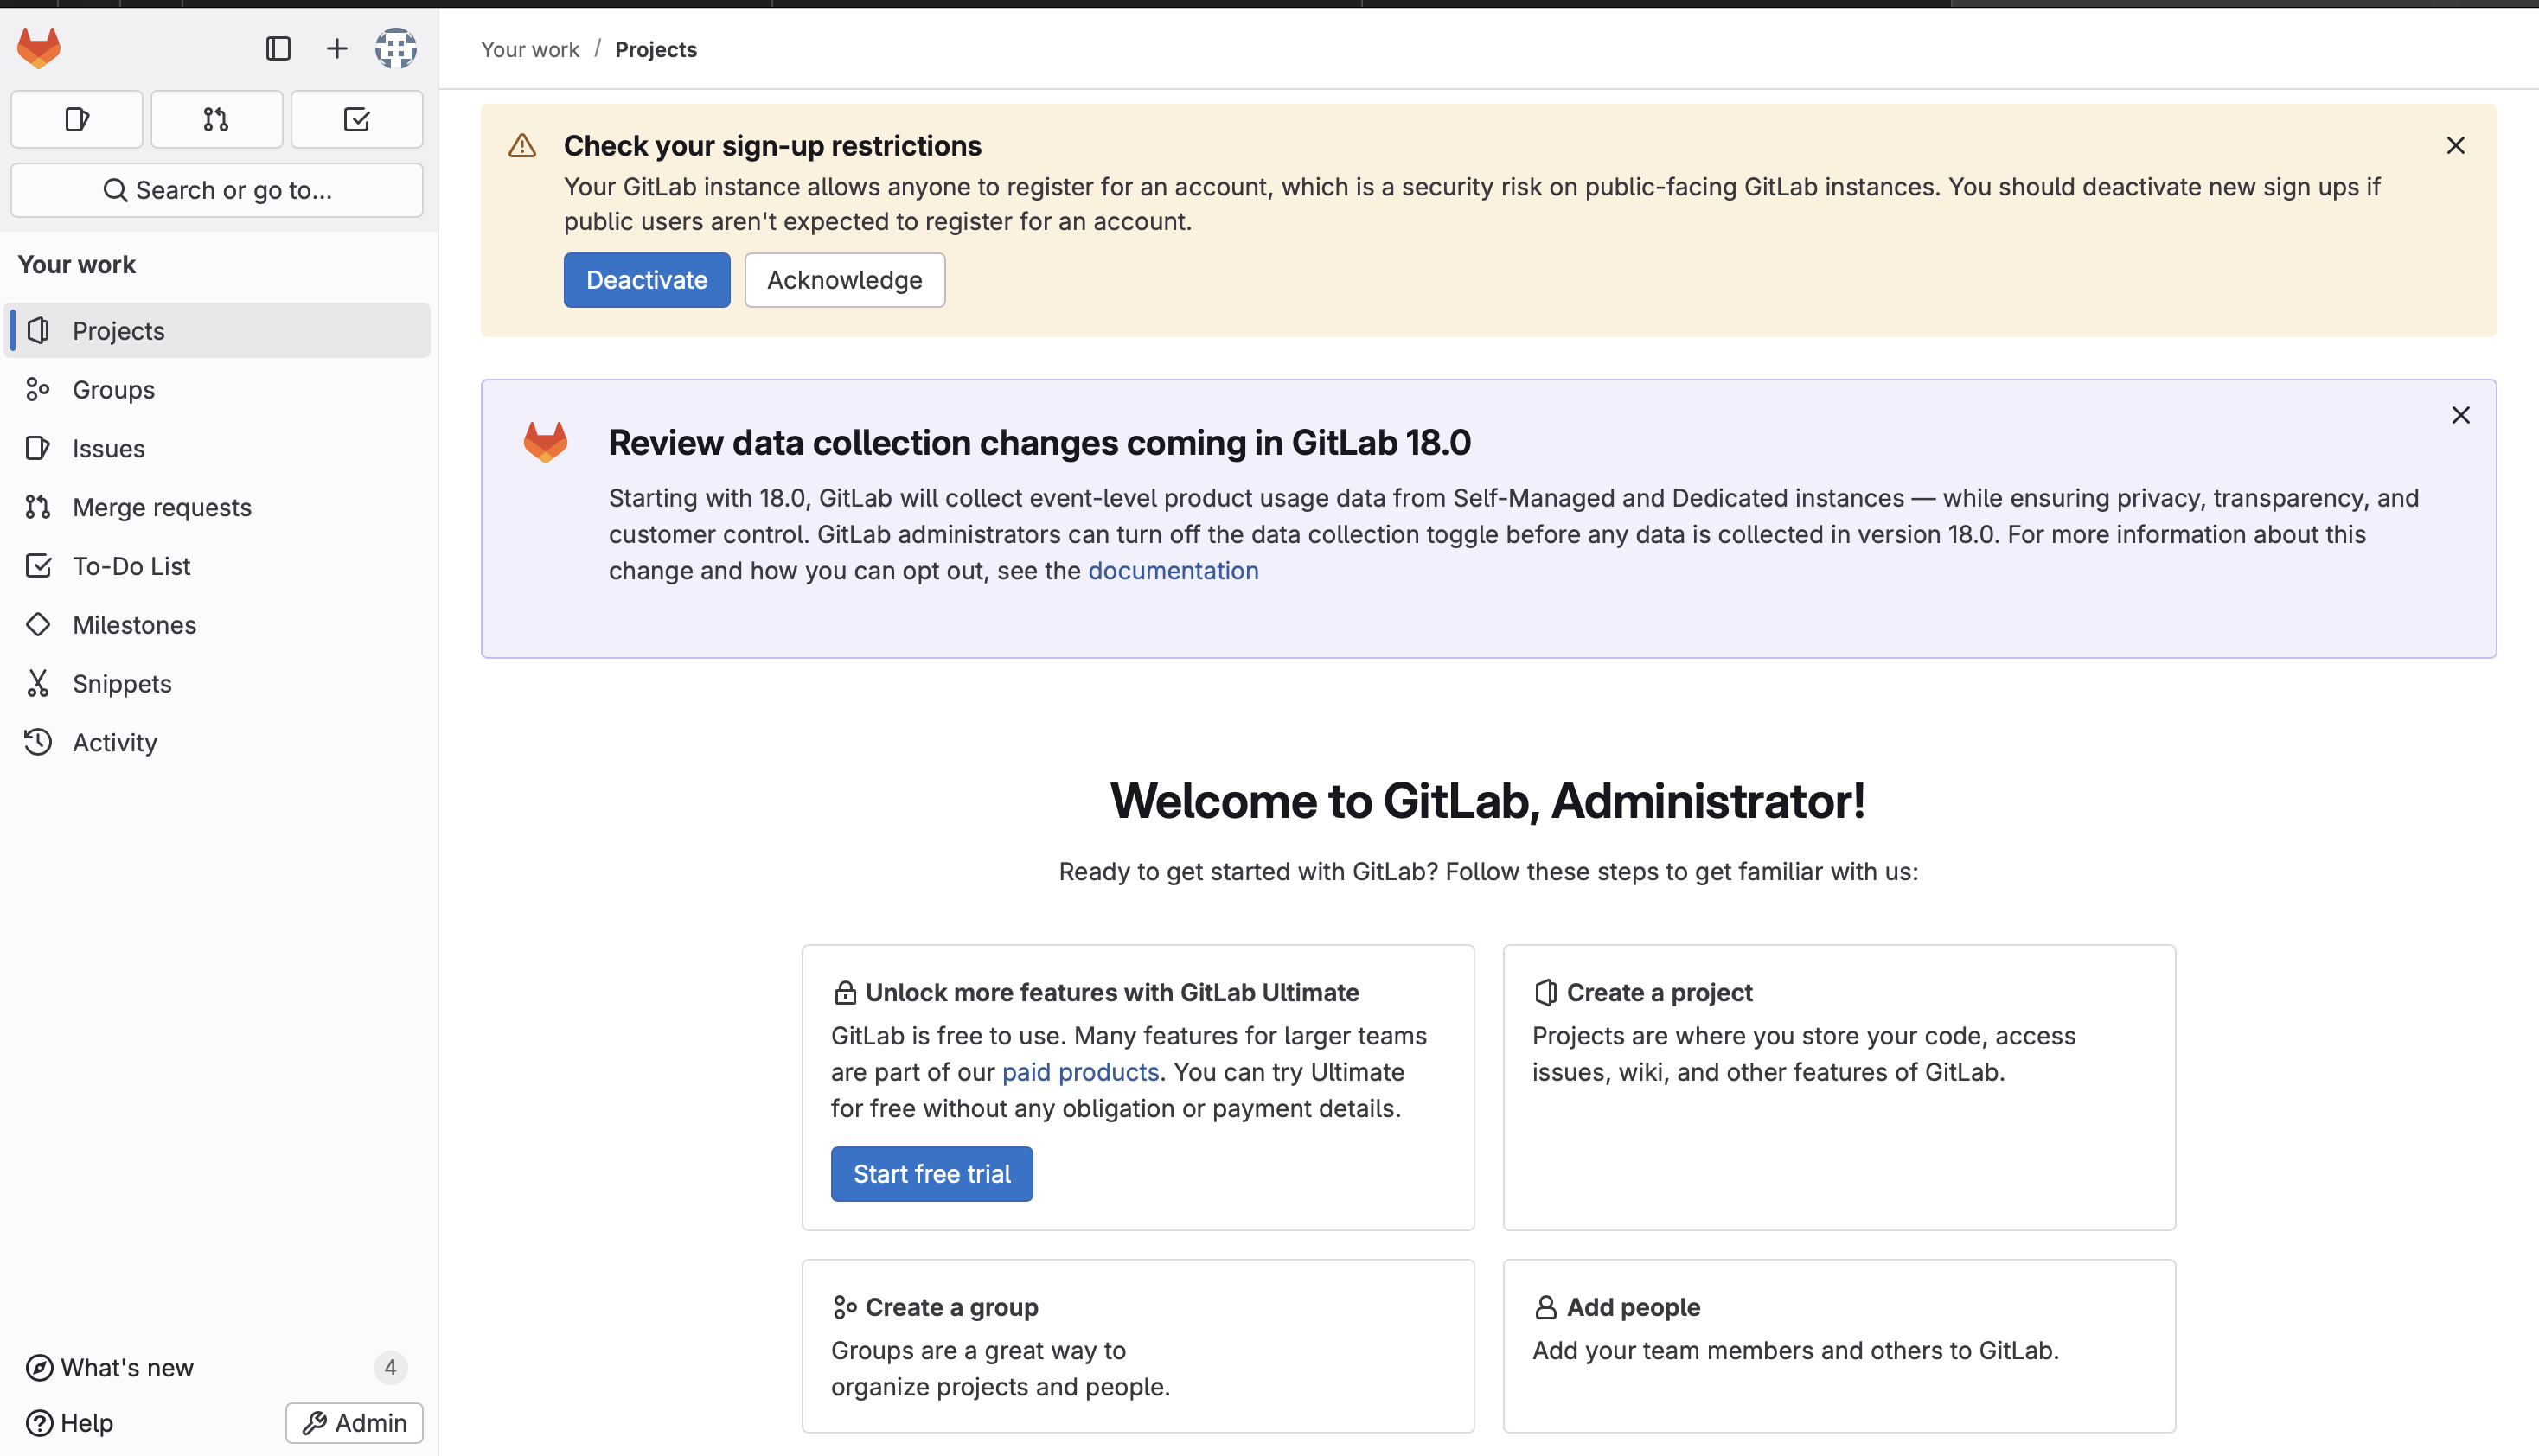 Your work / Projects
Search or go to...
Your work
Projects
Groups
Issues
Merge requests
To-Do List
Milestones
Snippets
Activity
What's new 4
Help
Admin
Check your sign-up restrictions
Your GitLab instance allows anyone to register for an account, which is a security risk on public-facing GitLab instances. You should deactivate new sign ups if
public users aren't expected to register for an account.
Deactivate
Acknowledge
Review data collection changes coming in GitLab 18.0
Starting with 18.0, GitLab will collect event-level product usage data from Self-Managed and Dedicated instances — while ensuring privacy, transparency, and
customer control. GitLab administrators can turn off the data collection toggle before any data is collected in version 18.0. For more information about this
change and how you can opt out, see the documentation
Welcome to GitLab, Administrator!
Ready to get started with GitLab? Follow these steps to get familiar with us:
Unlock more features with GitLab Ultimate
GitLab is free to use. Many features for larger teams
are part of our paid products. You can try Ultimate
for free without any obligation or payment details.
Start free trial
Create a project
Projects are where you store your code, access
issues, wiki, and other features of GitLab.
Create a group
Groups are a great way to
organize projects and people.
Add people
Add your team members and others to GitLab.